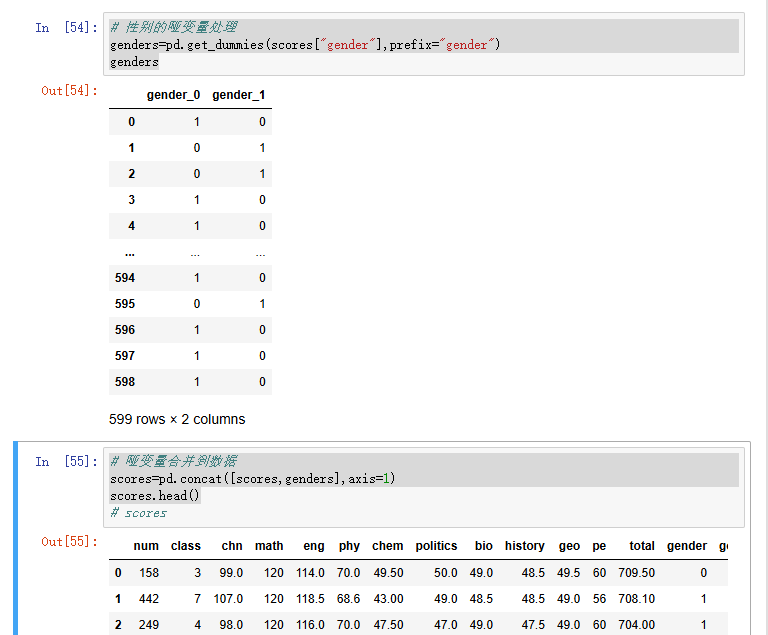 In [54]:
# 性别的哑变量处理
genders=pd.get_dummies(scores["gender"],prefix="gender")
genders
Out[54]:
gender_0 gender_1
0 1 0
1 0 1
2 0 1
3 1 0
4 1 0
... ... ...
594 1 0
595 0 1
596 1 0
597 1 0
598 1 0
599 rows × 2 columns
In [55]:
# 哑变量合并到数据
scores=pd.concat([scores,genders],axis=1)
scores.head()
# scores
Out[55]:
num class chn math eng phy chem politics bio history geo pe total gender
0 158 3 99.0 120 114.0 70.0 49.50 50.0 49.0 48.5 49.5 60 709.50 0
1 442 7 107.0 120 118.5 68.6 43.00 49.0 48.5 48.5 49.0 56 708.10 1
2 249 4 98.0 120 116.0 70.0 47.50 47.0 49.0 47.5 49.0 60 704.00 1